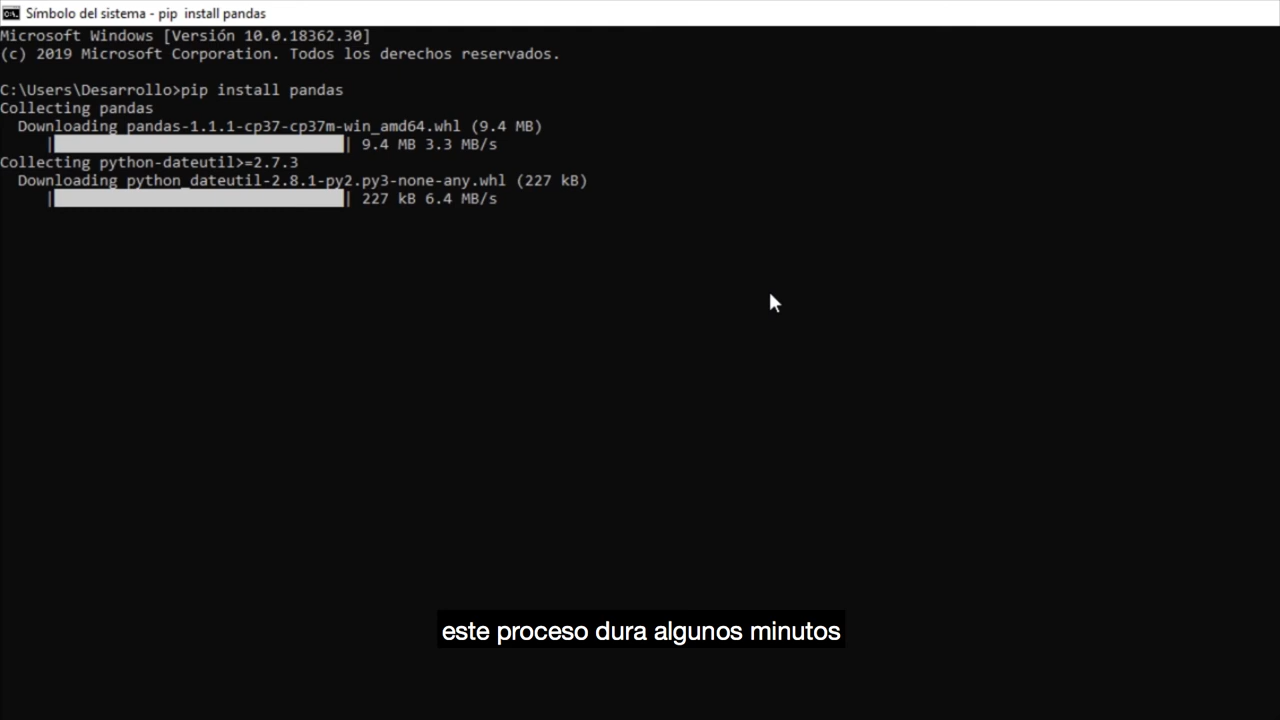 Símbolo del sistema - pip  install pandas
Microsoft Windows [Versión 10.0.18362.30]
(c) 2019 Microsoft Corporation. Todos los derechos reservados.
C:\Users\Desarrollo>pip install pandas
Collecting pandas
  Downloading pandas-1.1.1-cp37-cp37m-win_amd64.whl (9.4 MB)
     |████████████████████████████████| 9.4 MB 3.3 MB/s
Collecting python-dateutil>=2.7.3
  Downloading python_dateutil-2.8.1-py2.py3-none-any.whl (227 kB)
     |████████████████████████████████| 227 kB 6.4 MB/s
este proceso dura algunos minutos